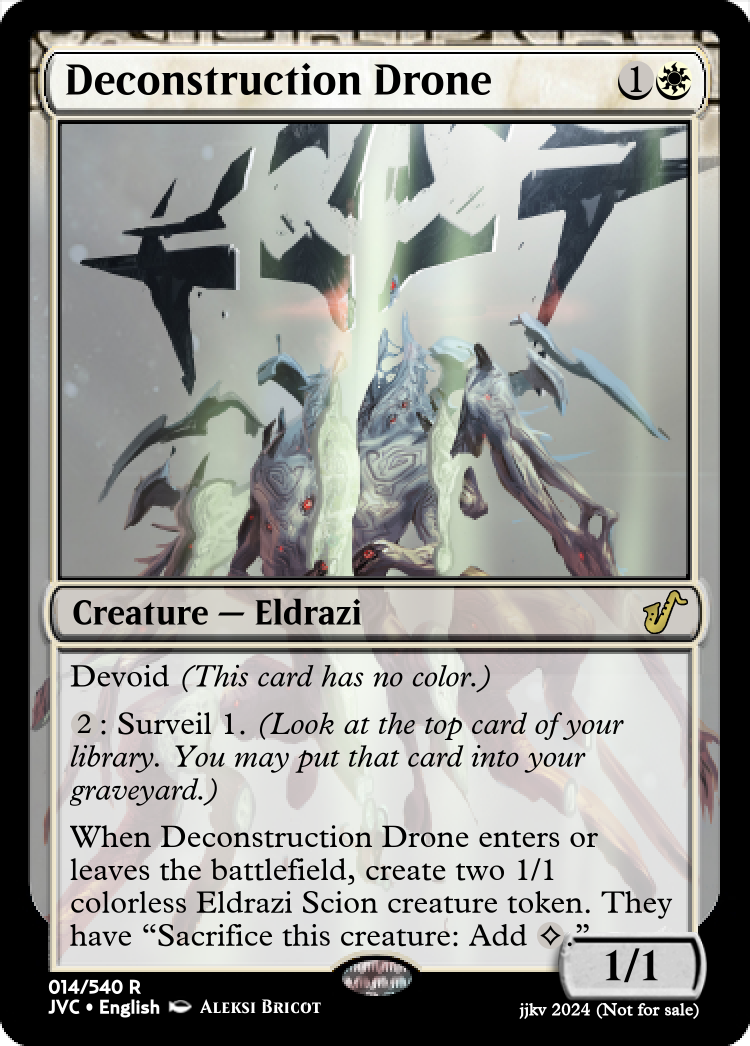 Deconstruction Drone 1
Creature — Eldrazi
Devoid (This card has no color.)
2 : Surveil 1. (Look at the top card of your
library. You may put that card into your
graveyard.)
When Deconstruction Drone enters or
leaves the battlefield, create two 1/1
colorless Eldrazi Scion creature token. They
have “Sacrifice this creature: Add .”
1/1
014/540 R
JVC • English ALEKSI BRICOT
jjkv 2024 (Not for sale)